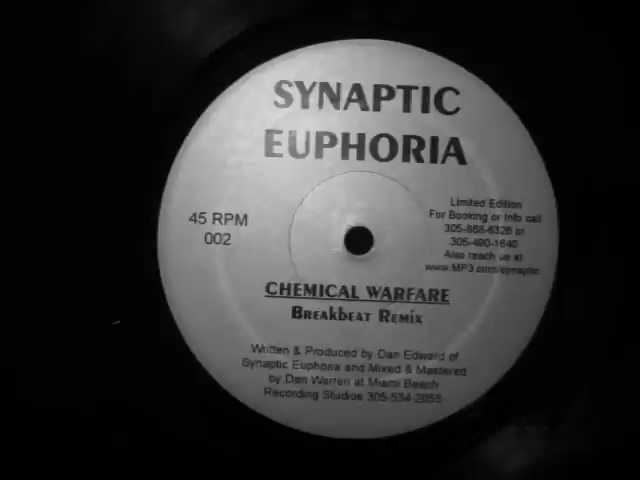 SYNAPTIC
EUPHORIA
45 RPM
002
Limited Edition
For Booking or Info call
305-868-6328 or
305-490-1640
Also reach us at
www.MP3.com/synaptic
CHEMICAL WARFARE
Breakbeat Remix
Written & Produced by Dan Edward of
Synaptic Euphoria and Mixed & Mastered
by Dan Warren at Miami Beach
Recording Studios 305-534-2055